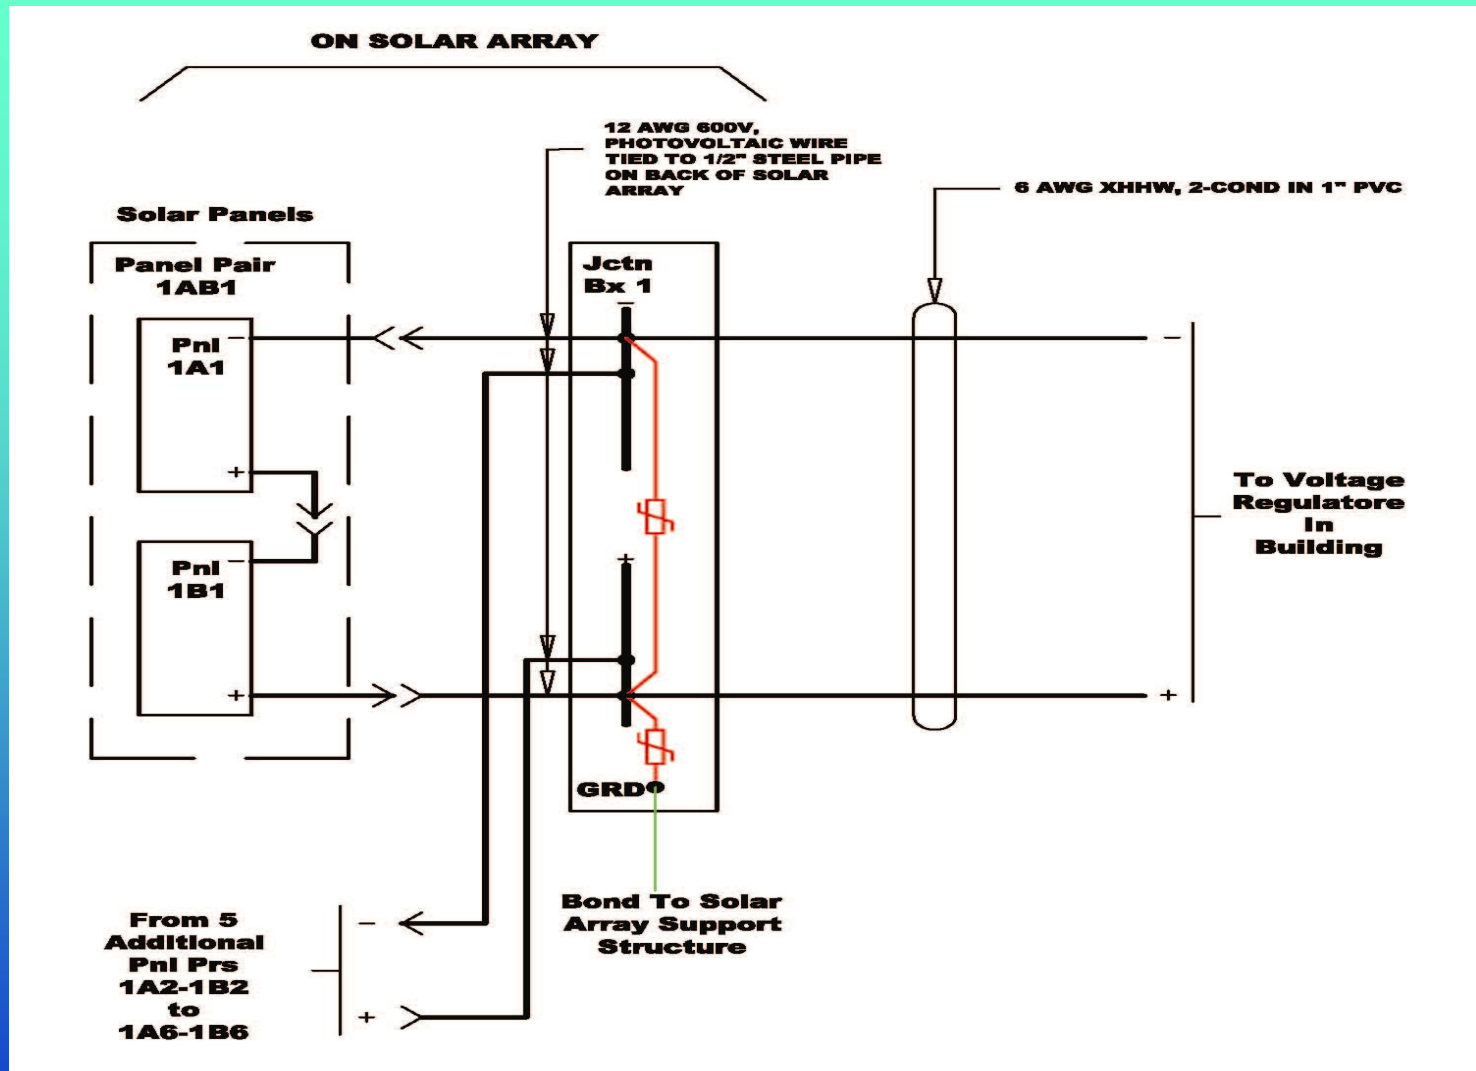 ON SOLAR ARRAY
12 AWG 600V,
PHOTOVOLTAIC WIRE
TIED TO 1/2" STEEL PIPE
ON BACK OF SOLAR
ARRAY
6 AWG XHHW, 2-COND IN 1" PVC
Solar Panels
Panel Pair
1AB1
Pnl
1A1
−
+
Pnl
1B1
−
+
Jctn
Bx 1
−
+
GRD
−
+
To Voltage
Regulatore
In
Building
Bond To Solar
Array Support
Structure
From 5
Additional
Pnl Prs
1A2-1B2
to
1A6-1B6
−
+